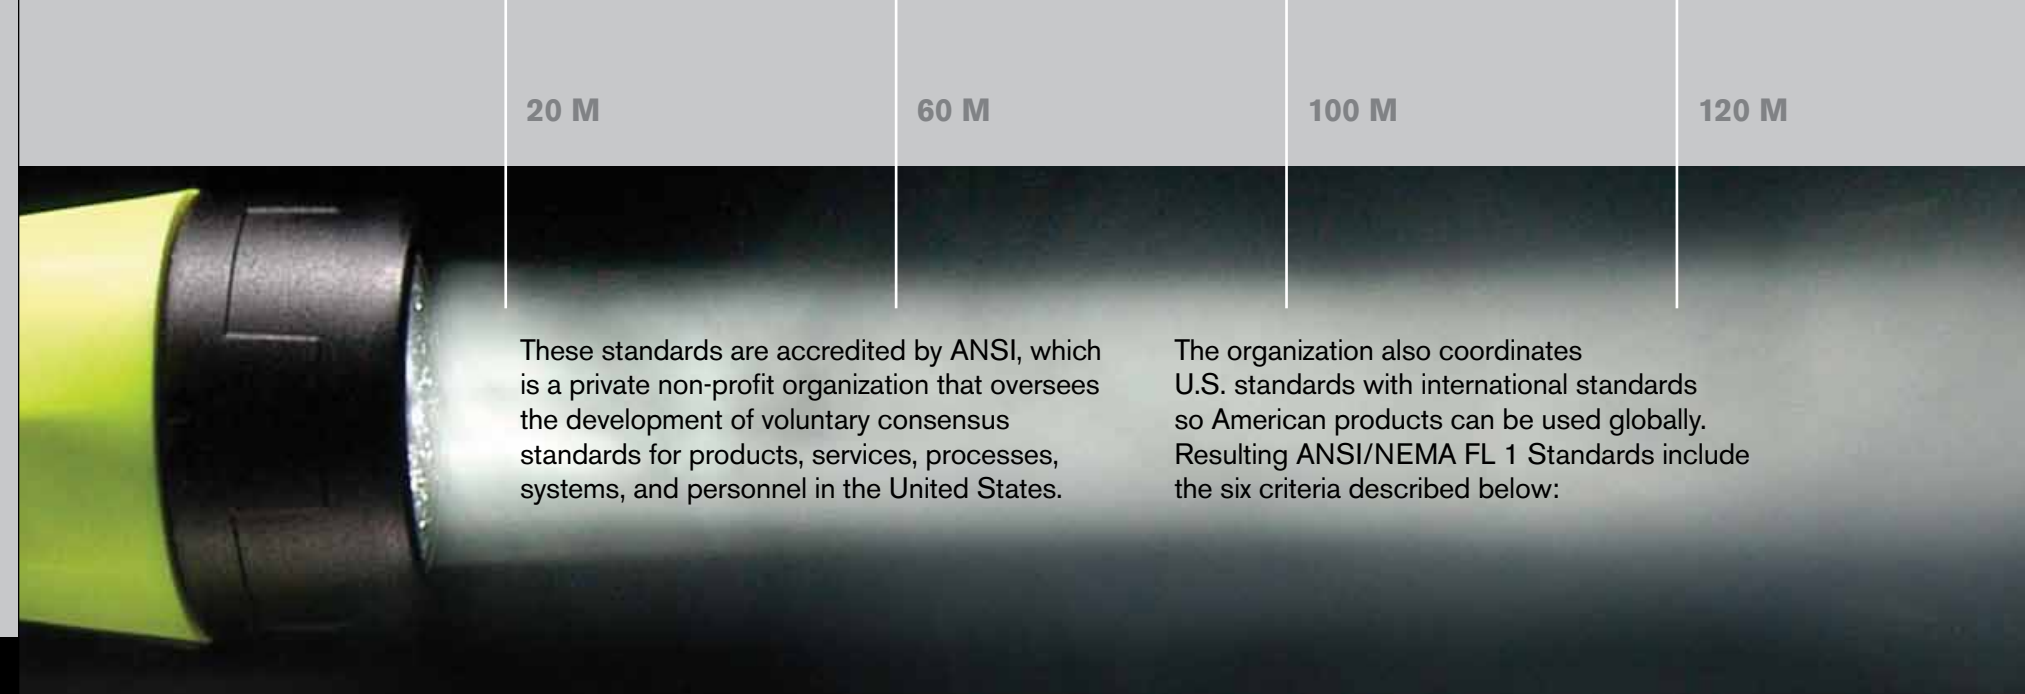 20 M
60 M
100 M
120 M
These standards are accredited by ANSI, which
is a private non-profit organization that oversees
the development of voluntary consensus
standards for products, services, processes,
systems, and personnel in the United States.
The organization also coordinates
U.S. standards with international standards
so American products can be used globally.
Resulting ANSI/NEMA FL 1 Standards include
the six criteria described below: